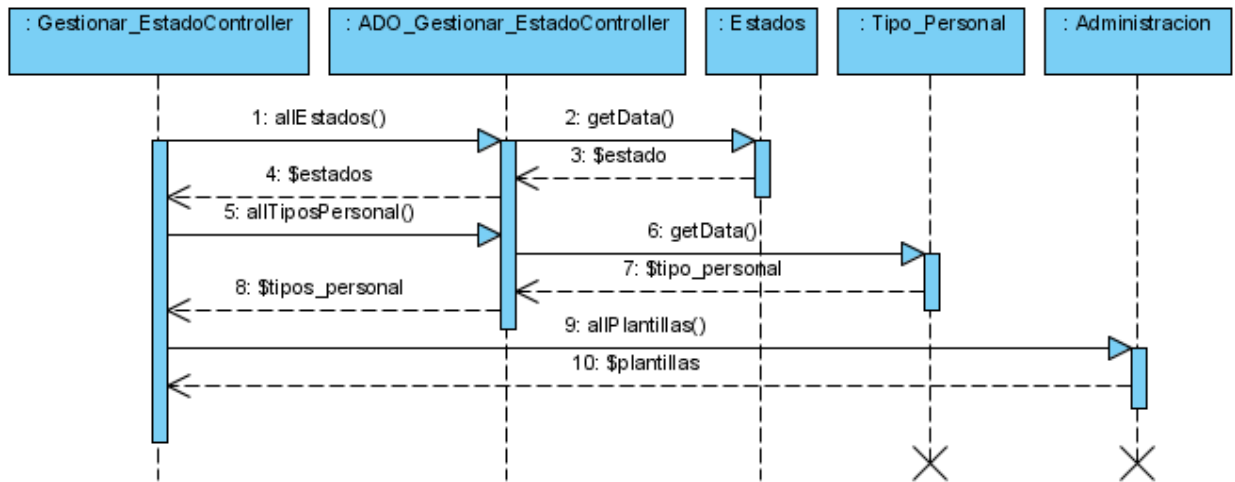 : Gestionar_EstadoController
: ADO_Gestionar_EstadoController
: Estados
: Tipo_Personal
: Administracion
1: allEstados()
2: getData()
3: $estado
4: $estados
5: allTiposPersonal()
6: getData()
7: $tipo_personal
8: $tipos_personal
9: allPlantillas()
10: $plantillas